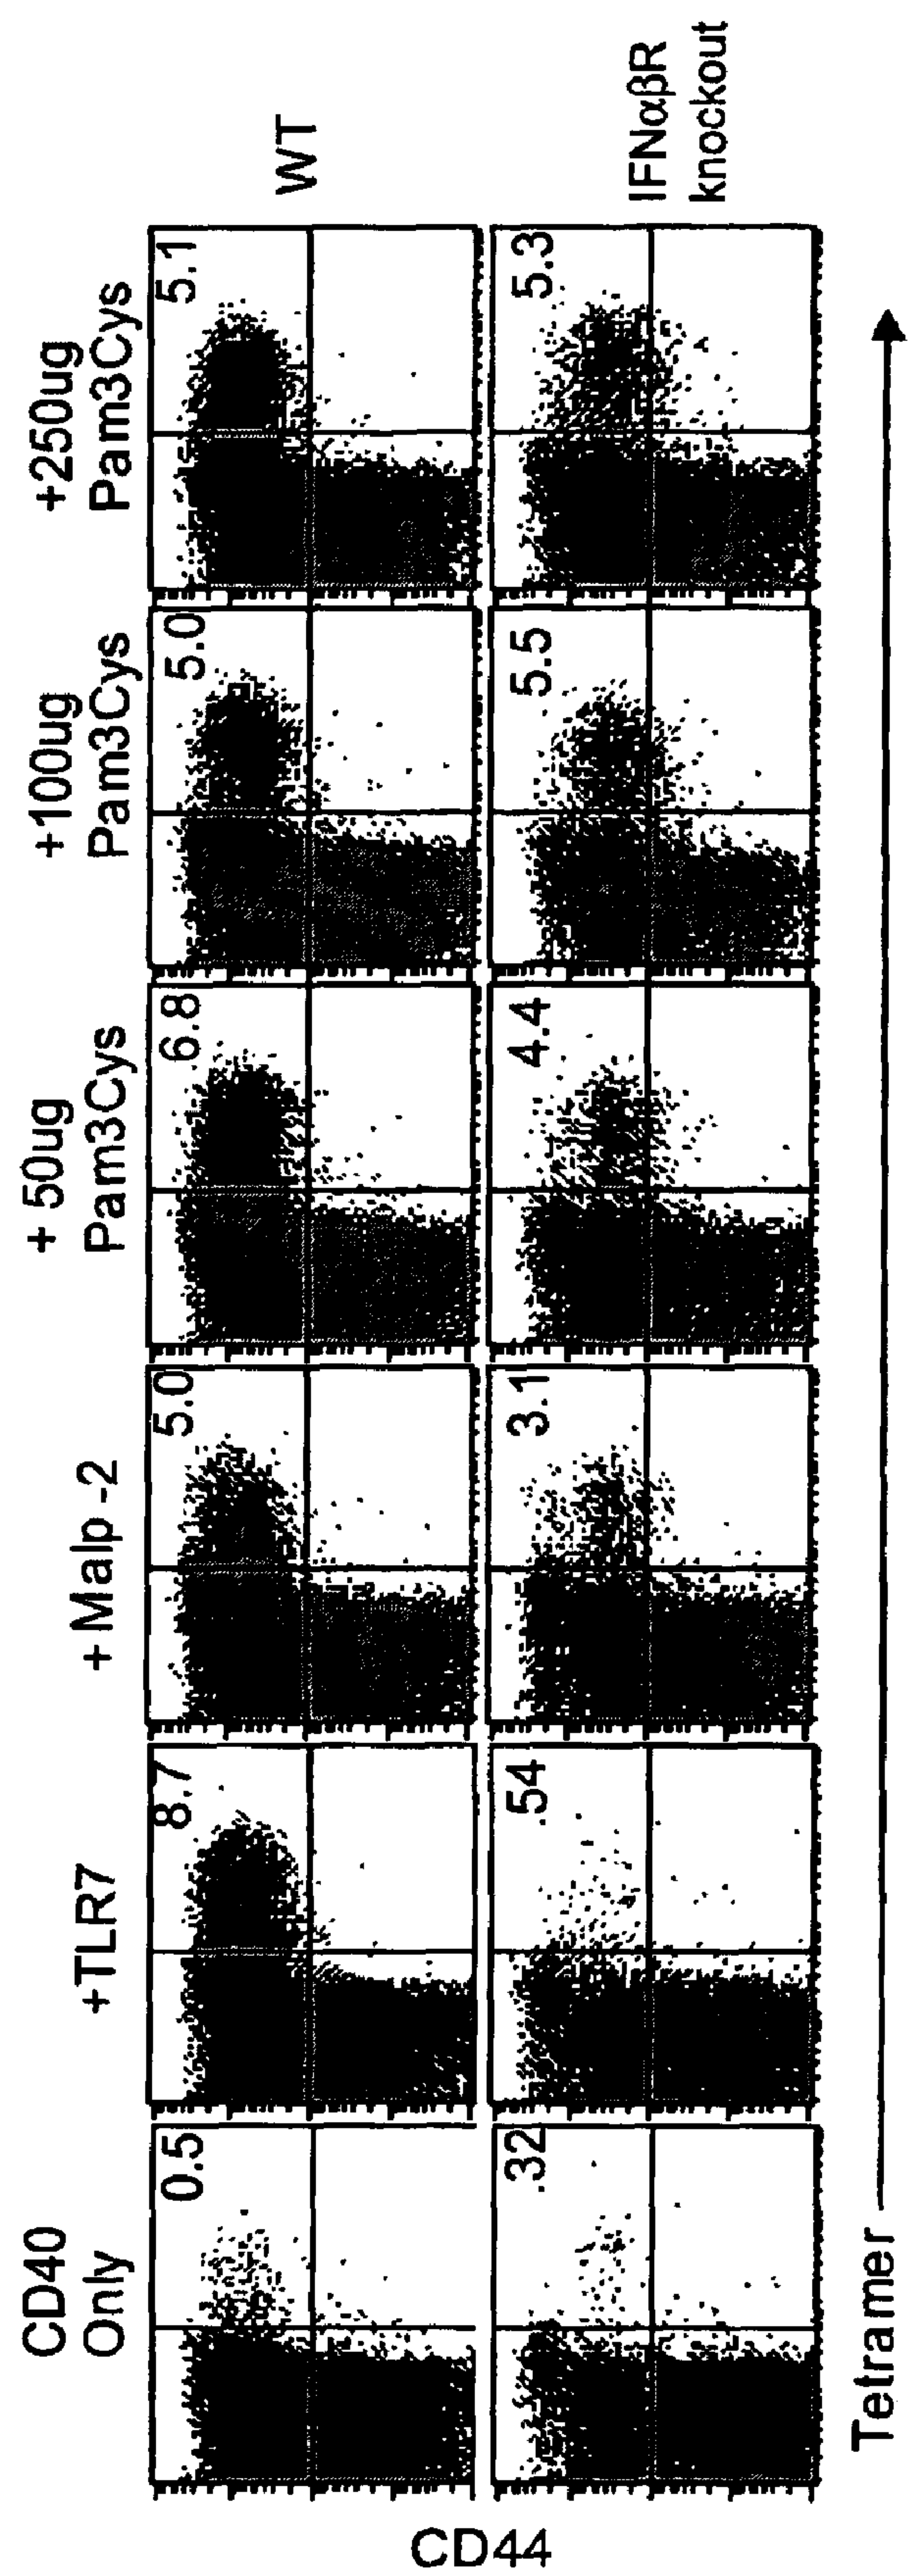 CD40
Only
+TLR7
+ Malp -2
+ 50ug
Pam3Cys
+100ug
Pam3Cys
+250ug
Pam3Cys
0.5
8.7
5.0
6.8
5.0
5.1
WT
.32
.54
3.1
4.4
5.5
5.3
IFNαβR
knockout
CD44
Tetramer